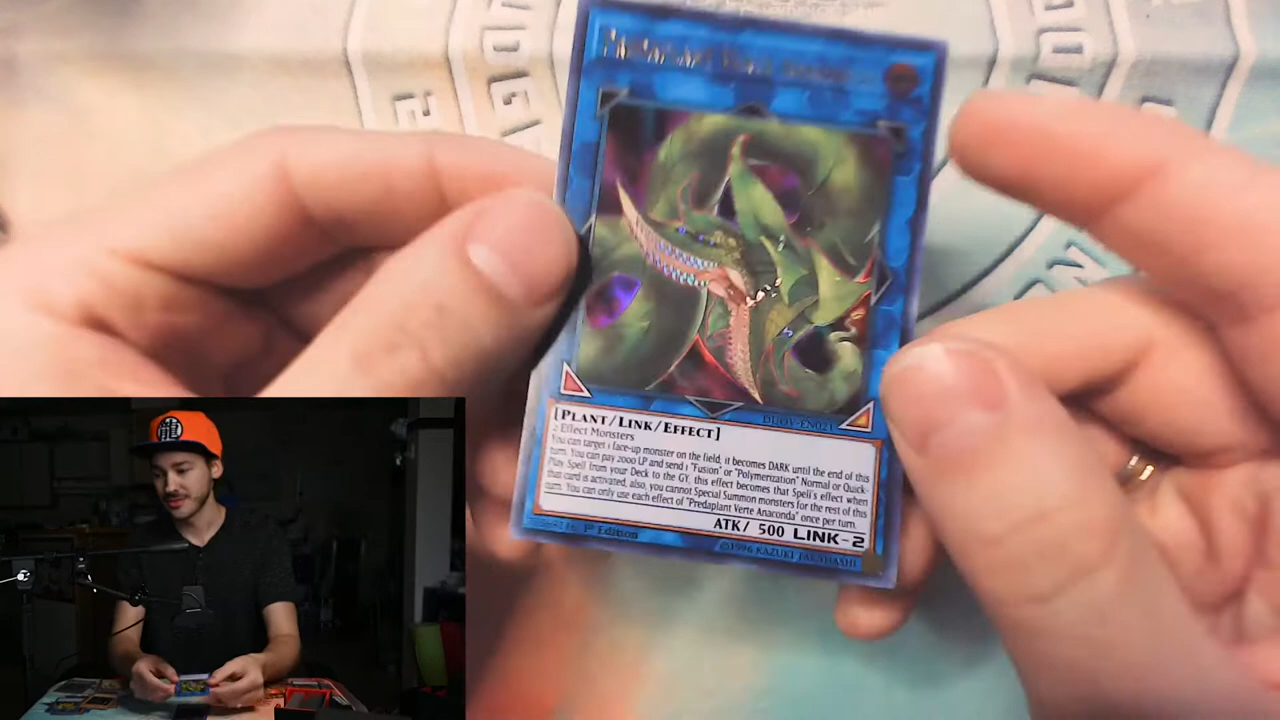 DUOV-EN021
[PLANT/LINK/EFFECT]
2 Effect Monsters
You can target 1 face-up monster on the field, it becomes DARK until the end of this
turn. You can pay 2000 LP and send 1 "Fusion" or "Polymerization" Normal or Quick-
Play Spell from your Deck to the GY, this effect becomes that Spell's effect when
that card is activated, also, you cannot Special Summon monsters for the rest of this
turn. You can only use each effect of "Predaplant Verte Anaconda" once per turn.
ATK/ 500 LINK-2
1st Edition
©1996 KAZUKI TAKAHASHI